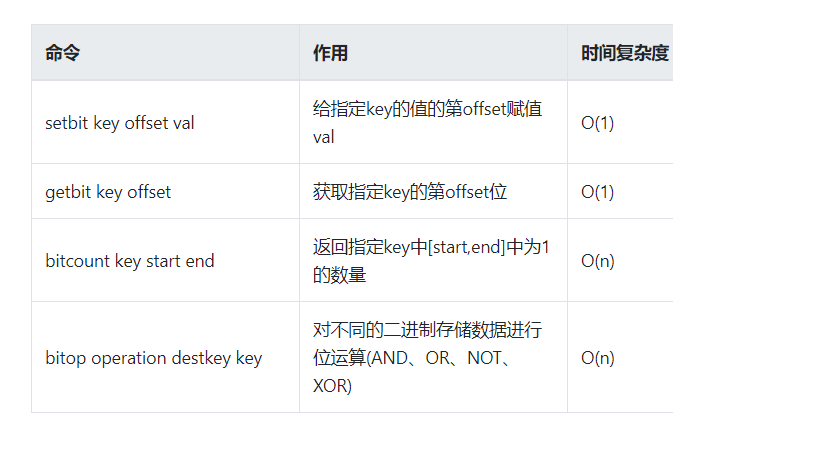 命令 作用 时间复杂度
setbit key offset val 给指定key的值的第offset赋值 O(1)
val
getbit key offset 获取指定key的第offset位 O(1)
bitcount key start end 返回指定key中[start,end]中为1 O(n)
的数量
bitop operation destkey key 对不同的二进制存储数据进行 O(n)
位运算(AND、OR、NOT、
XOR)